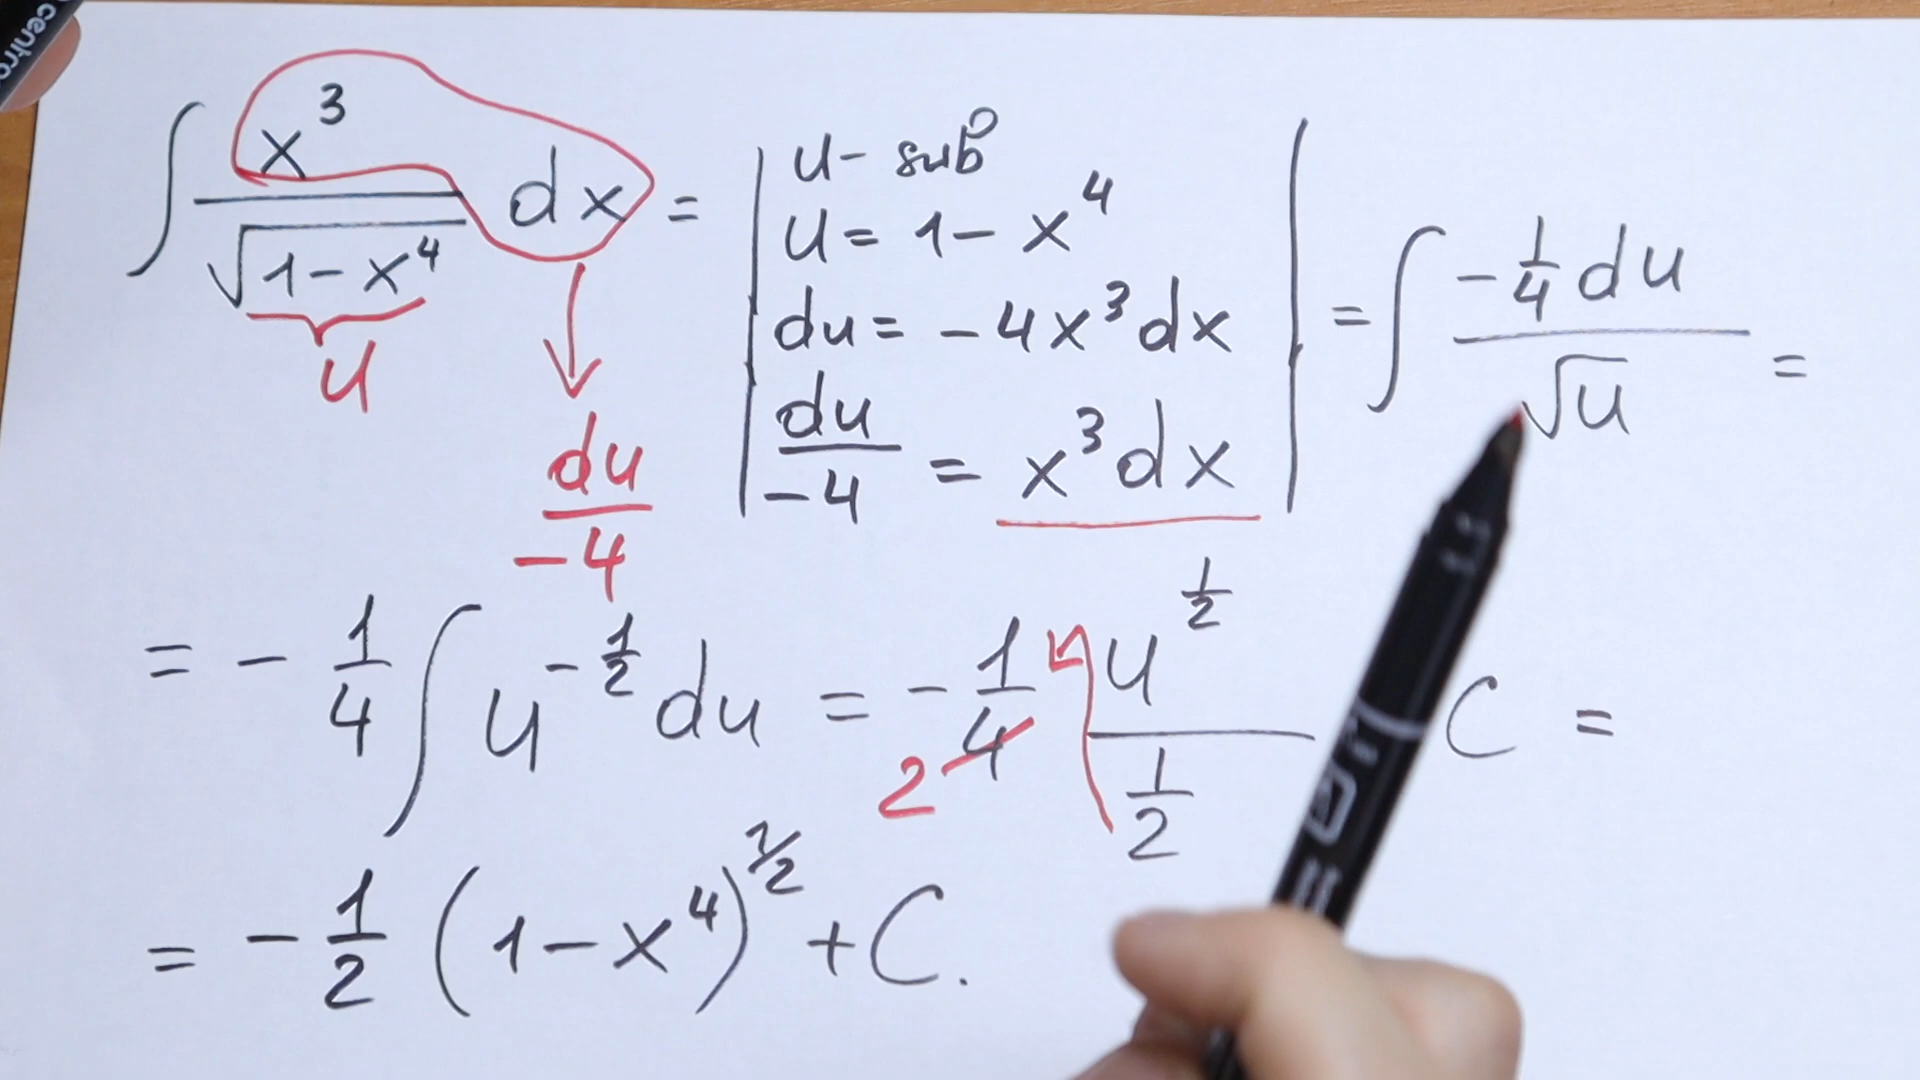 ∫ x³/√(1-x⁴) dx = | u- sub
u = 1- x⁴
du = -4x³dx
du/-4 = x³dx | = ∫ -1/4 du/√u =
u
du/-4
= - 1/4 ∫ u^(-1/2) du = - 1/4 u^(1/2)/(1/2) C =
2
= - 1/2 (1-x⁴)^(1/2) + C.
centro